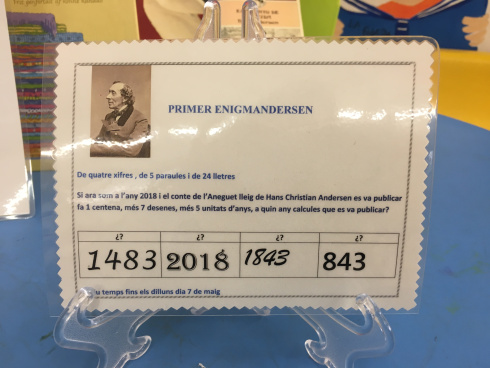 PRIMER ENIGMANDERSEN
De quatre xifres , de 5 paraules i de 24 lletres
Si ara som a l'any 2018 i el conte de l'Aneguet lleig de Hans Christian Andersen es va publicar
fa 1 centena, més 7 desenes, més 5 unitats d'anys, a quin any calcules que es va publicar?
¿? ¿? ¿? ¿?
1483 2018 1843 843
temps fins els dilluns dia 7 de maig